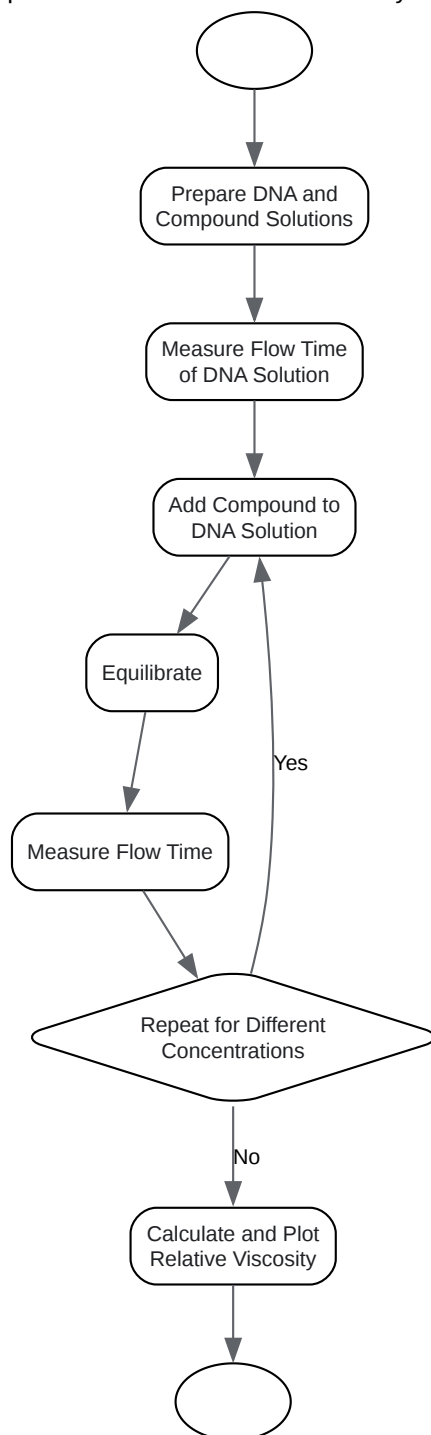 Prepare DNA and
Compound Solutions
Measure Flow Time
of DNA Solution
Add Compound to
DNA Solution
Equilibrate
Yes
Measure Flow Time
Repeat for Different
Concentrations
No
Calculate and Plot
Relative Viscosity